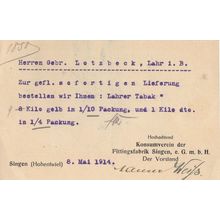 1858.
Herren Gebr. Lotzbeck, Lahr i.B.
Zur gefl. sofortigen Lieferung
bestellen wir Ihnen: Lahrer Tabak "
8 Kilo gelb in 1/10 Packung, und 1 Kilo dto.
in 1/4 Packung.
Hochachtend
Konsumverein der
Fittingsfabrik Singen, e. G. m. b. H.
Der Vorstand
Singen (Hohentwiel) 8. Mai 1914.